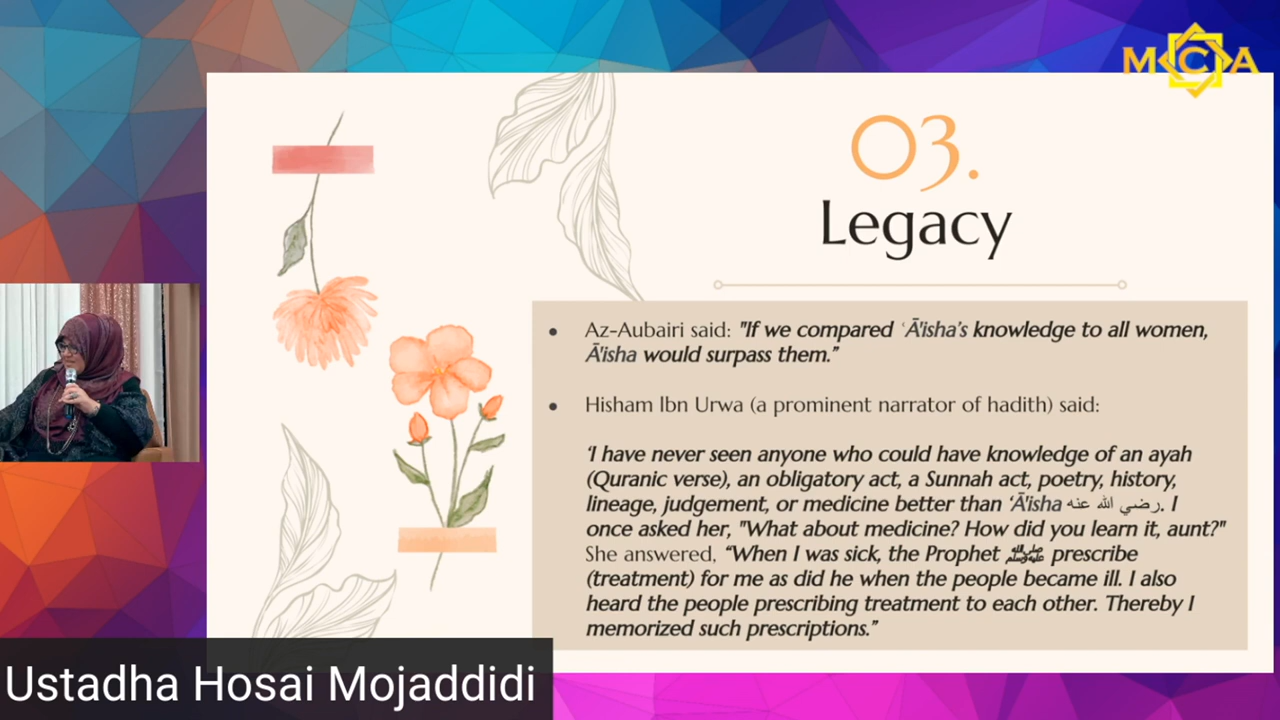 MCA
03.
Legacy
• Az-Aubairi said: "If we compared ʿĀ'isha's knowledge to all women,
Ā'isha would surpass them.”
• Hisham Ibn Urwa (a prominent narrator of hadith) said:
‘I have never seen anyone who could have knowledge of an ayah
(Quranic verse), an obligatory act, a Sunnah act, poetry, history,
lineage, judgement, or medicine better than ‘Ā'isha رضي الله عنه. I
once asked her, "What about medicine? How did you learn it, aunt?"
She answered, “When I was sick, the Prophet ﷺ prescribe
(treatment) for me as did he when the people became ill. I also
heard the people prescribing treatment to each other. Thereby I
memorized such prescriptions.”
Ustadha Hosai Mojaddidi